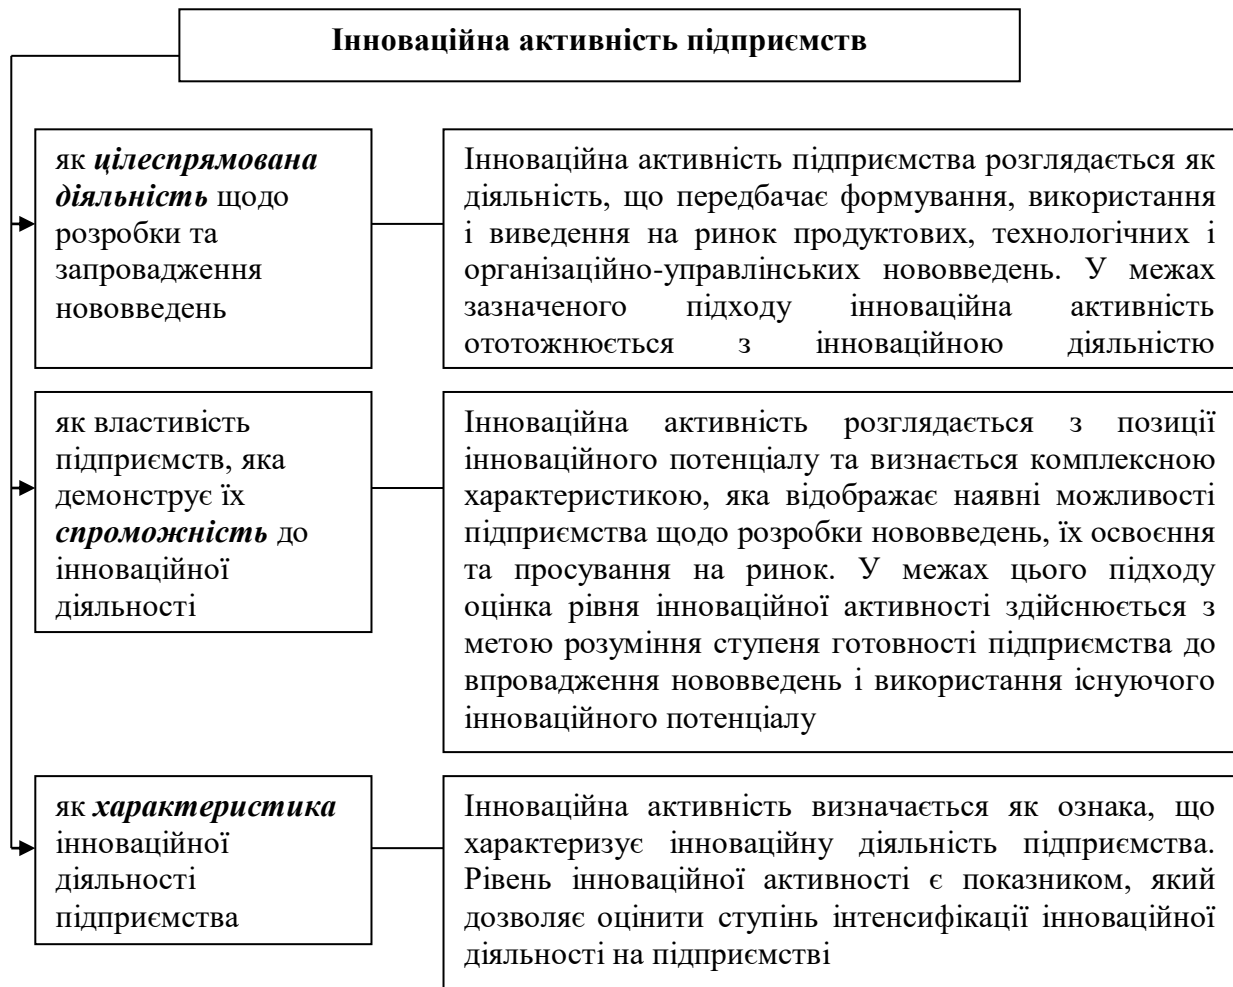 Інноваційна активність підприємств
як цілеспрямована
діяльність щодо
розробки та
запровадження
нововведень
Інноваційна активність підприємства розглядається як
діяльність, що передбачає формування, використання
і виведення на ринок продуктових, технологічних і
організаційно-управлінських нововведень. У межах
зазначеного підходу інноваційна активність
ототожнюється з інноваційною діяльністю
як властивість
підприємств, яка
демонструє їх
спроможність до
інноваційної
діяльності
Інноваційна активність розглядається з позиції
інноваційного потенціалу та визнається комплексною
характеристикою, яка відображає наявні можливості
підприємства щодо розробки нововведень, їх освоєння
та просування на ринок. У межах цього підходу
оцінка рівня інноваційної активності здійснюється з
метою розуміння ступеня готовності підприємства до
впровадження нововведень і використання існуючого
інноваційного потенціалу
як характеристика
інноваційної
діяльності
підприємства
Інноваційна активність визначається як ознака, що
характеризує інноваційну діяльність підприємства.
Рівень інноваційної активності є показником, який
дозволяє оцінити ступінь інтенсифікації інноваційної
діяльності на підприємстві